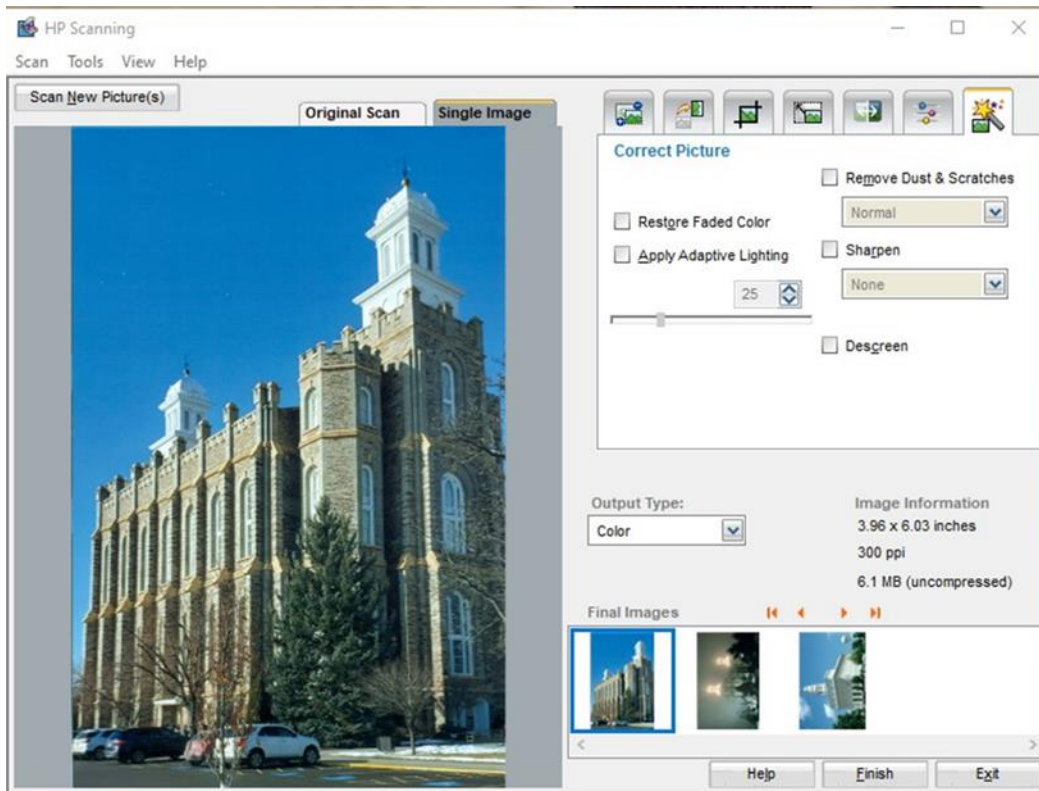 HP Scanning
Scan Tools View Help
Scan New Picture(s)
Original Scan
Single Image
Correct Picture
Remove Dust & Scratches
Normal
Restore Faded Color
Apply Adaptive Lighting
Sharpen
25
None
Descreen
Output Type:
Color
Image Information
3.96 x 6.03 inches
300 ppi
6.1 MB (uncompressed)
Final Images
Help
Finish
Exit